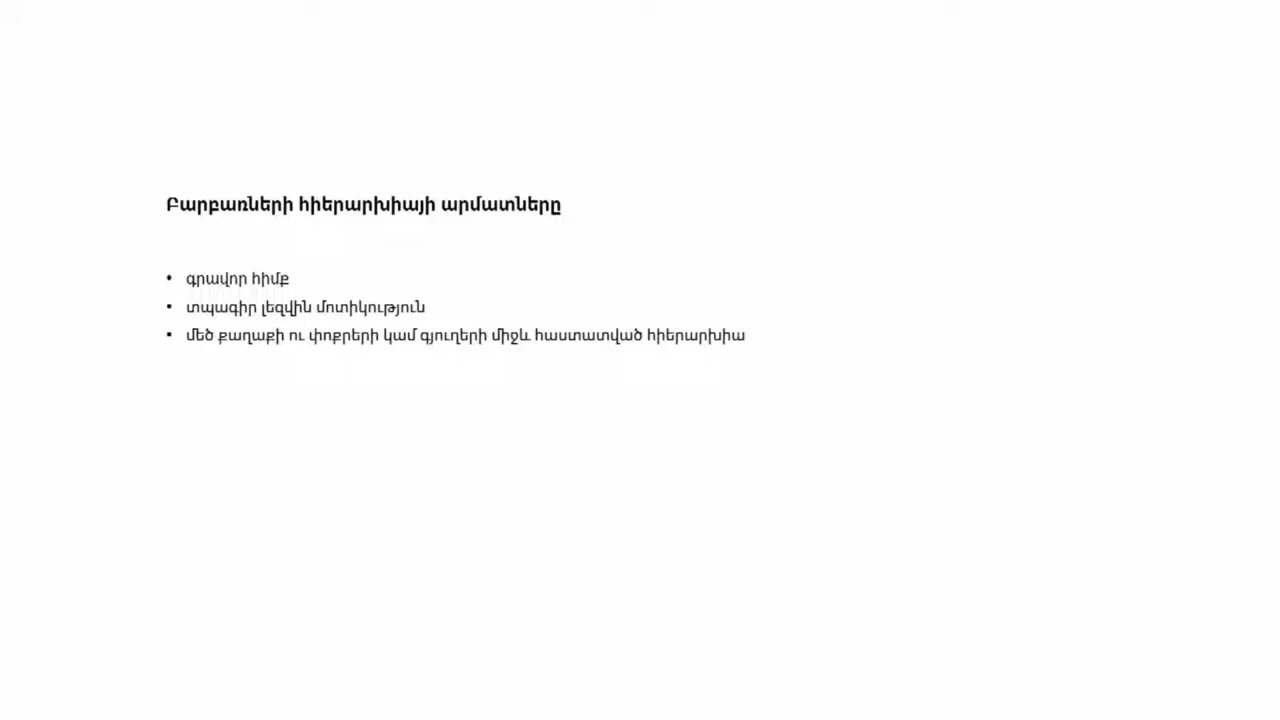 Բարբառների հիերարխիայի արմատները
• գրավոր հիմք
• տպագիր լեզվին մոտիկություն
• մեծ քաղաքի ու փոքրերի կամ գյուղերի միջև հաստատված հիերարխիա